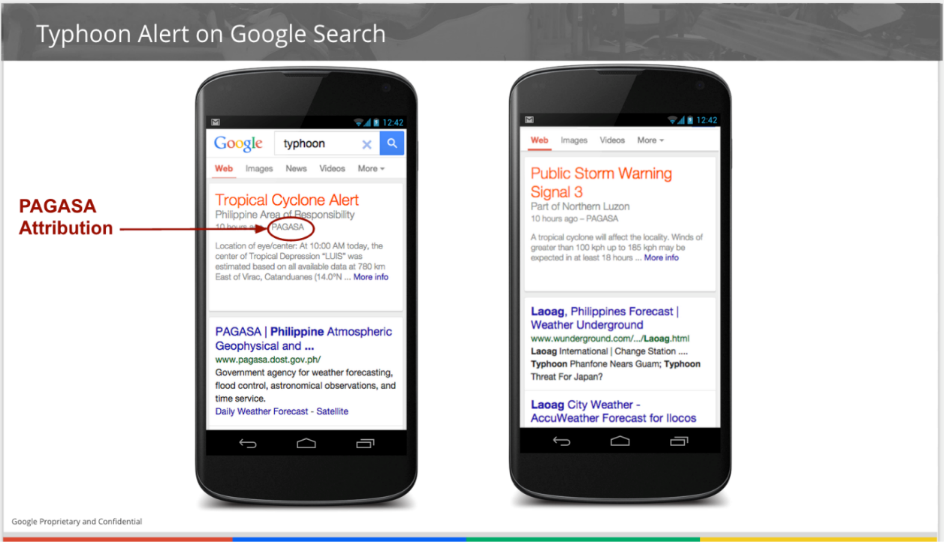 Typhoon Alert on Google Search
PAGASA
Attribution
12:42
Google
typhoon
Web Images News Videos More
Tropical Cyclone Alert
Philippine Area of Responsibility
10 hours ago – PAGASA
Location of eye/center: At 10:00 AM today, the
center of Tropical Depression "LUIS" was
estimated based on all available data at 780 km
East of Virac, Catanduanes (14.0°N ... More info
PAGASA | Philippine Atmospheric
Geophysical and ...
www.pagasa.dost.gov.ph/
Government agency for weather forecasting,
flood control, astronomical observations, and
time service.
Daily Weather Forecast - Satellite
12:42
Web Images Videos More
Public Storm Warning
Signal 3
Part of Northern Luzon
10 hours ago – PAGASA
A tropical cyclone will affect the locality. Winds of
greater than 100 kph up to 185 kph may be
expected in at least 18 hours ... More info
Laoag, Philippines Forecast |
Weather Underground
www.wunderground.com/.../Laoag.html
Laoag International | Change Station ....
Typhoon Phanfone Nears Guam; Typhoon
Threat For Japan?
Laoag City Weather -
AccuWeather Forecast for Ilocos
Google Proprietary and Confidential